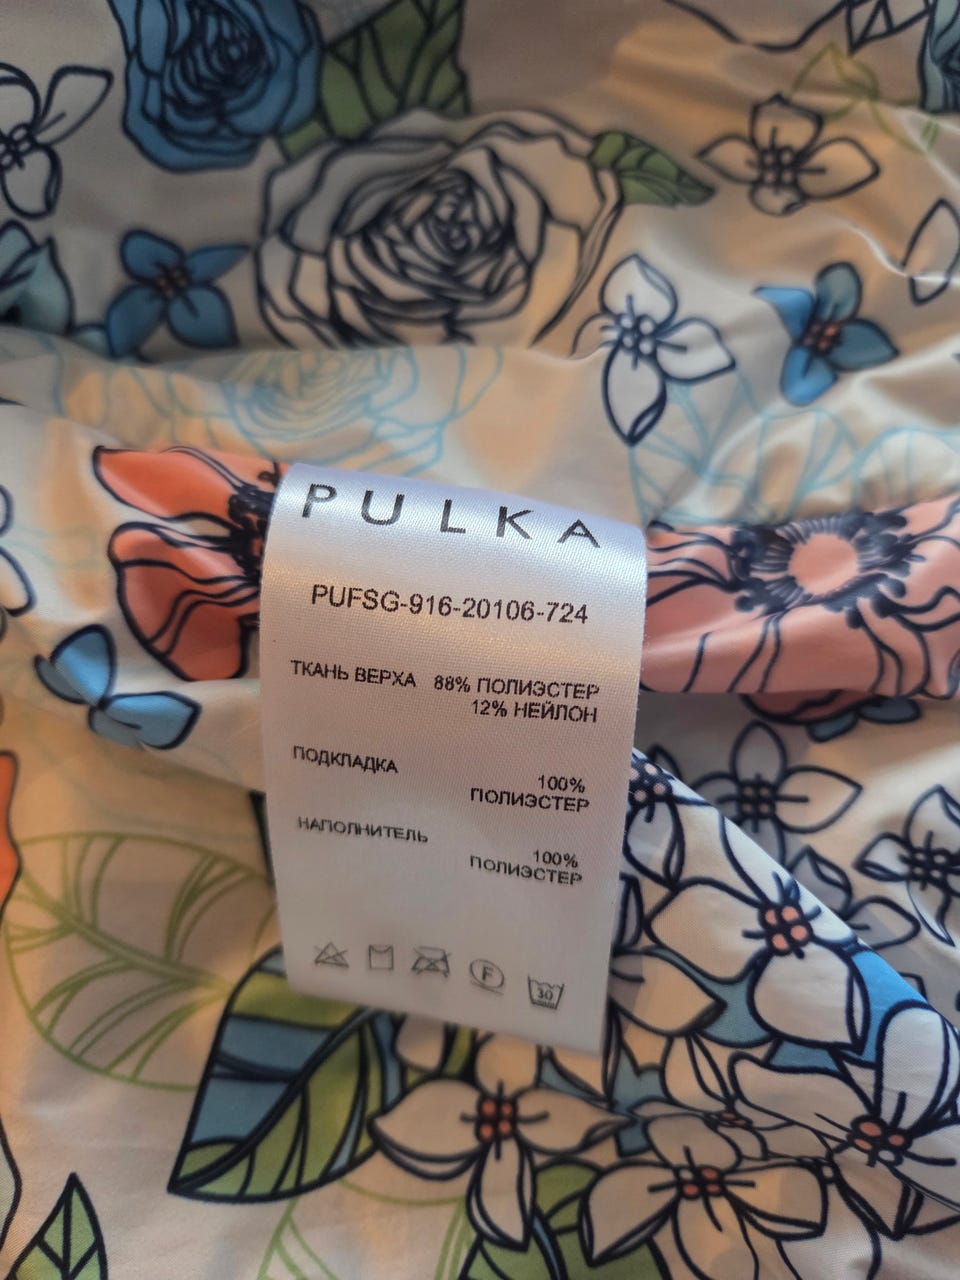 PULKA
PUFSG-916-20106-724
ТКАНЬ ВЕРХА 88% ПОЛИЭСТЕР
12% НЕЙЛОН
ПОДКЛАДКА
100%
ПОЛИЭСТЕР
НАПОЛНИТЕЛЬ
100%
ПОЛИЭСТЕР
F
30